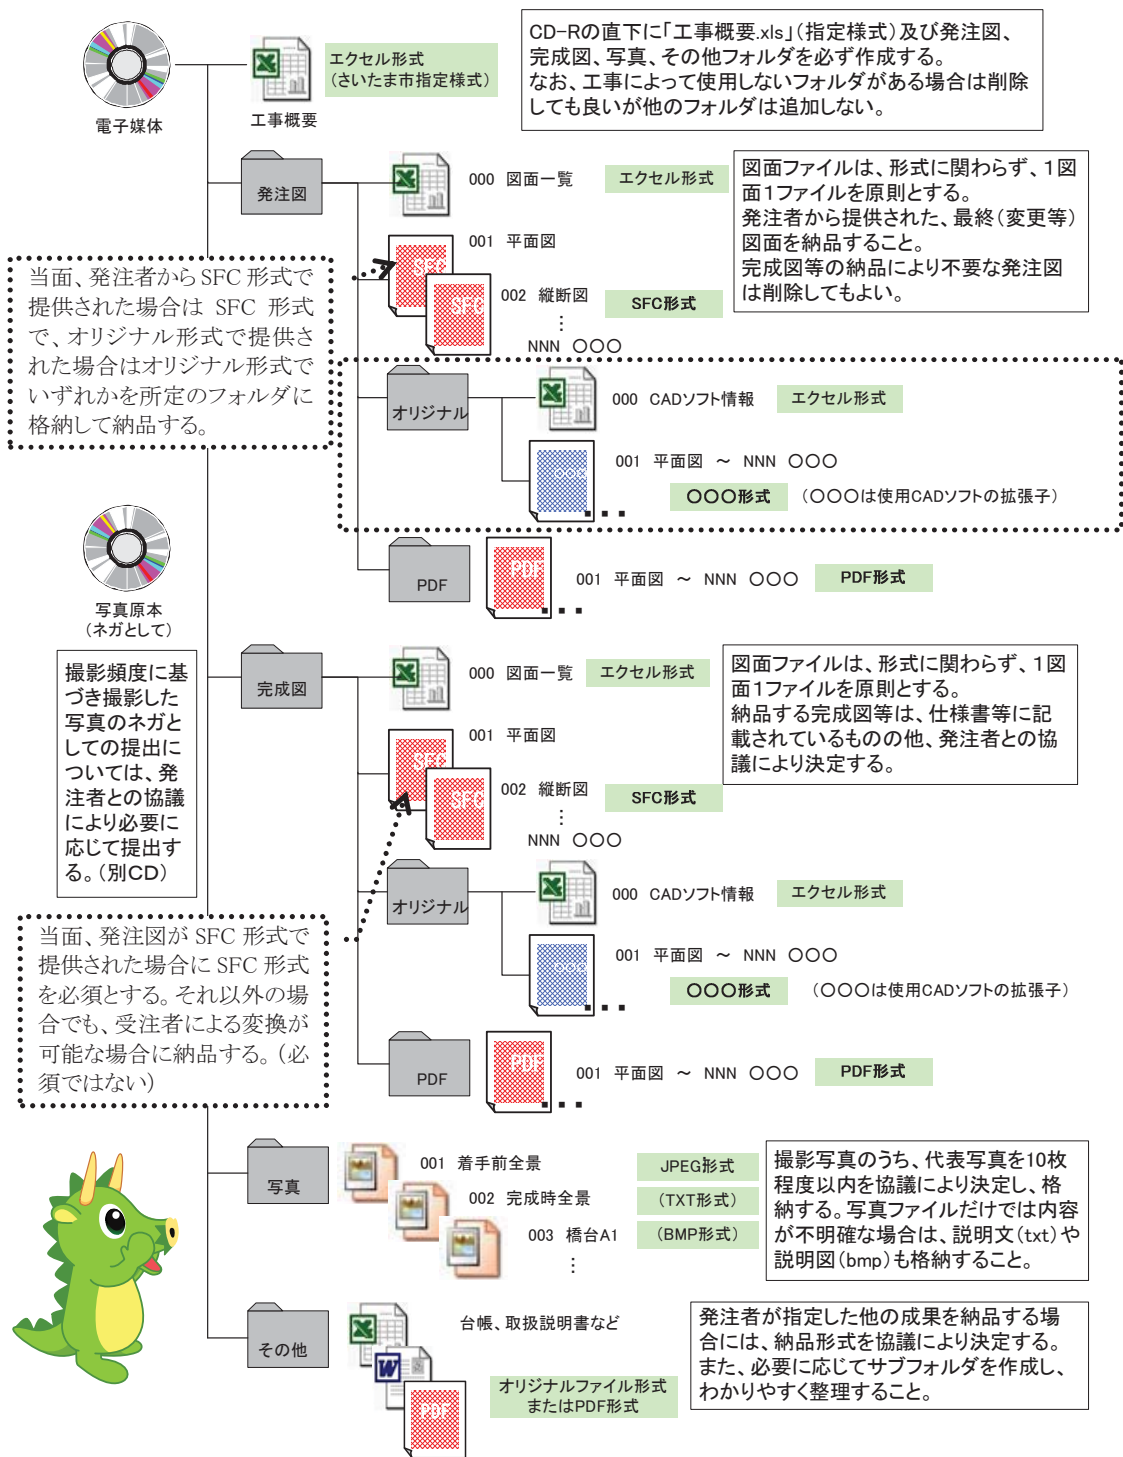 電子媒体
工事概要
エクセル形式
(さいたま市指定様式)
CD-Rの直下に「工事概要.xls」(指定様式)及び発注図、
完成図、写真、その他フォルダを必ず作成する。
なお、工事によって使用しないフォルダがある場合は削除
しても良いが他のフォルダは追加しない。
発注図
000 図面一覧
エクセル形式
図面ファイルは、形式に関わらず、1図
面1ファイルを原則とする。
発注者から提供された、最終(変更等)
図面を納品すること。
完成図等の納品により不要な発注図
は削除してもよい。
001 平面図
SFC
002 縦断図
SFC
SFC形式
⋮
NNN 〇〇〇
当面、発注者から SFC 形式で
提供された場合は SFC 形式
で、オリジナル形式で提供さ
れた場合はオリジナル形式で
いずれかを所定のフォルダに
格納して納品する。
オリジナル
000 CADソフト情報
エクセル形式
001 平面図 ～ NNN 〇〇〇
〇〇〇
〇〇〇形式
(〇〇〇は使用CADソフトの拡張子)
PDF
PDF
001 平面図 ～ NNN 〇〇〇
PDF形式
写真原本
(ネガとして)
撮影頻度に基
づき撮影した
写真のネガと
しての提出に
ついては、発
注者との協議
により必要に
応じて提出す
る。(別CD)
完成図
000 図面一覧
エクセル形式
図面ファイルは、形式に関わらず、1図
面1ファイルを原則とする。
納品する完成図等は、仕様書等に記
載されているものの他、発注者との協
議により決定する。
001 平面図
SFC
002 縦断図
SFC
SFC形式
⋮
NNN 〇〇〇
オリジナル
000 CADソフト情報
エクセル形式
001 平面図 ～ NNN 〇〇〇
〇〇〇
〇〇〇形式
(〇〇〇は使用CADソフトの拡張子)
当面、発注図が SFC 形式で
提供された場合に SFC 形式
を必須とする。それ以外の場
合でも、受注者による変換が
可能な場合に納品する。(必
須ではない)
PDF
PDF
001 平面図 ～ NNN 〇〇〇
PDF形式
写真
001 着手前全景
JPEG形式
002 完成時全景
(TXT形式)
003 橋台A1
(BMP形式)
⋮
撮影写真のうち、代表写真を10枚
程度以内を協議により決定し、格
納する。写真ファイルだけでは内容
が不明確な場合は、説明文(txt)や
説明図(bmp)も格納すること。
その他
台帳、取扱説明書など
PDF
オリジナルファイル形式
またはPDF形式
発注者が指定した他の成果を納品する場
合には、納品形式を協議により決定する。
また、必要に応じてサブフォルダを作成し、
わかりやすく整理すること。